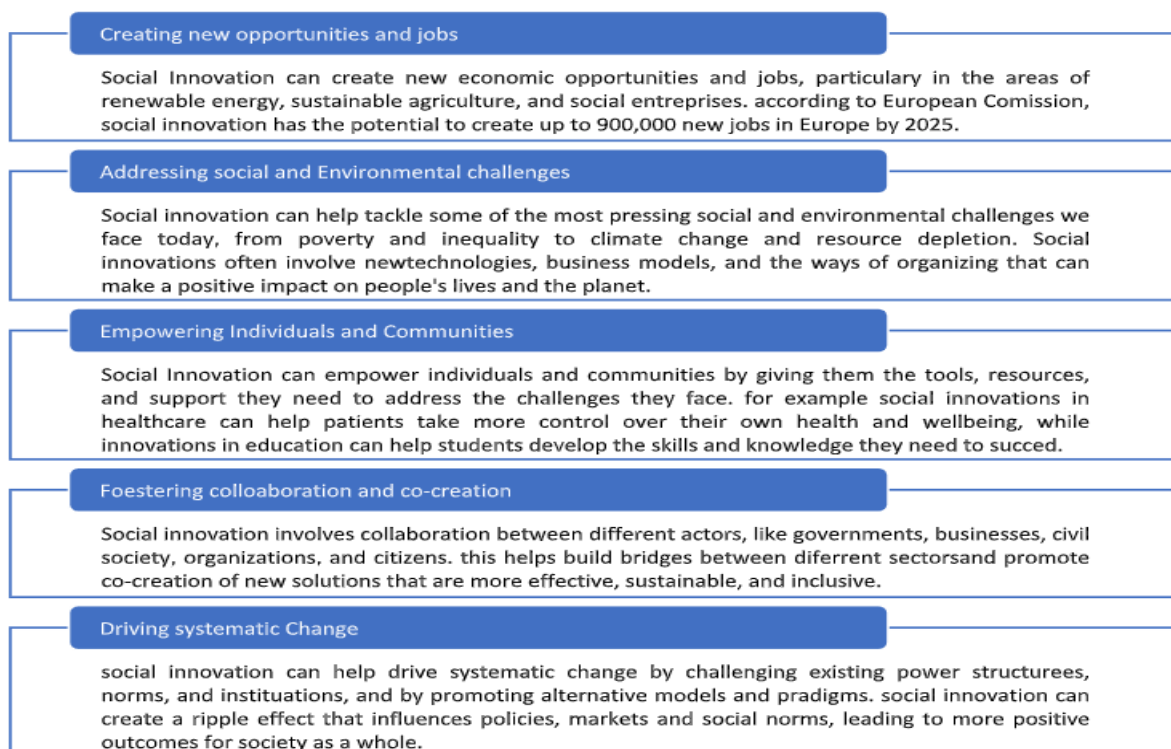 Creating new opportunities and jobs
Social Innovation can create new economic opportunities and jobs, particulary in the areas of
renewable energy, sustainable agriculture, and social entreprises. according to European Comission,
social innovation has the potential to create up to 900,000 new jobs in Europe by 2025.
Addressing social and Environmental challenges
Social innovation can help tackle some of the most pressing social and environmental challenges we
face today, from poverty and inequality to climate change and resource depletion. Social
innovations often involve newtechnologies, business models, and the ways of organizing that can
make a positive impact on people's lives and the planet.
Empowering Individuals and Communities
Social Innovation can empower individuals and communities by giving them the tools, resources,
and support they need to address the challenges they face. for example social innovations in
healthcare can help patients take more control over their own health and wellbeing, while
innovations in education can help students develop the skills and knowledge they need to succed.
Foestering colloaboration and co-creation
Social innovation involves collaboration between different actors, like governments, businesses, civil
society, organizations, and citizens. this helps build bridges between diferrent sectorsand promote
co-creation of new solutions that are more effective, sustainable, and inclusive.
Driving systematic Change
social innovation can help drive systematic change by challenging existing power structurees,
norms, and instituations, and by promoting alternative models and pradigms. social innovation can
create a ripple effect that influences policies, markets and social norms, leading to more positive
outcomes for society as a whole.